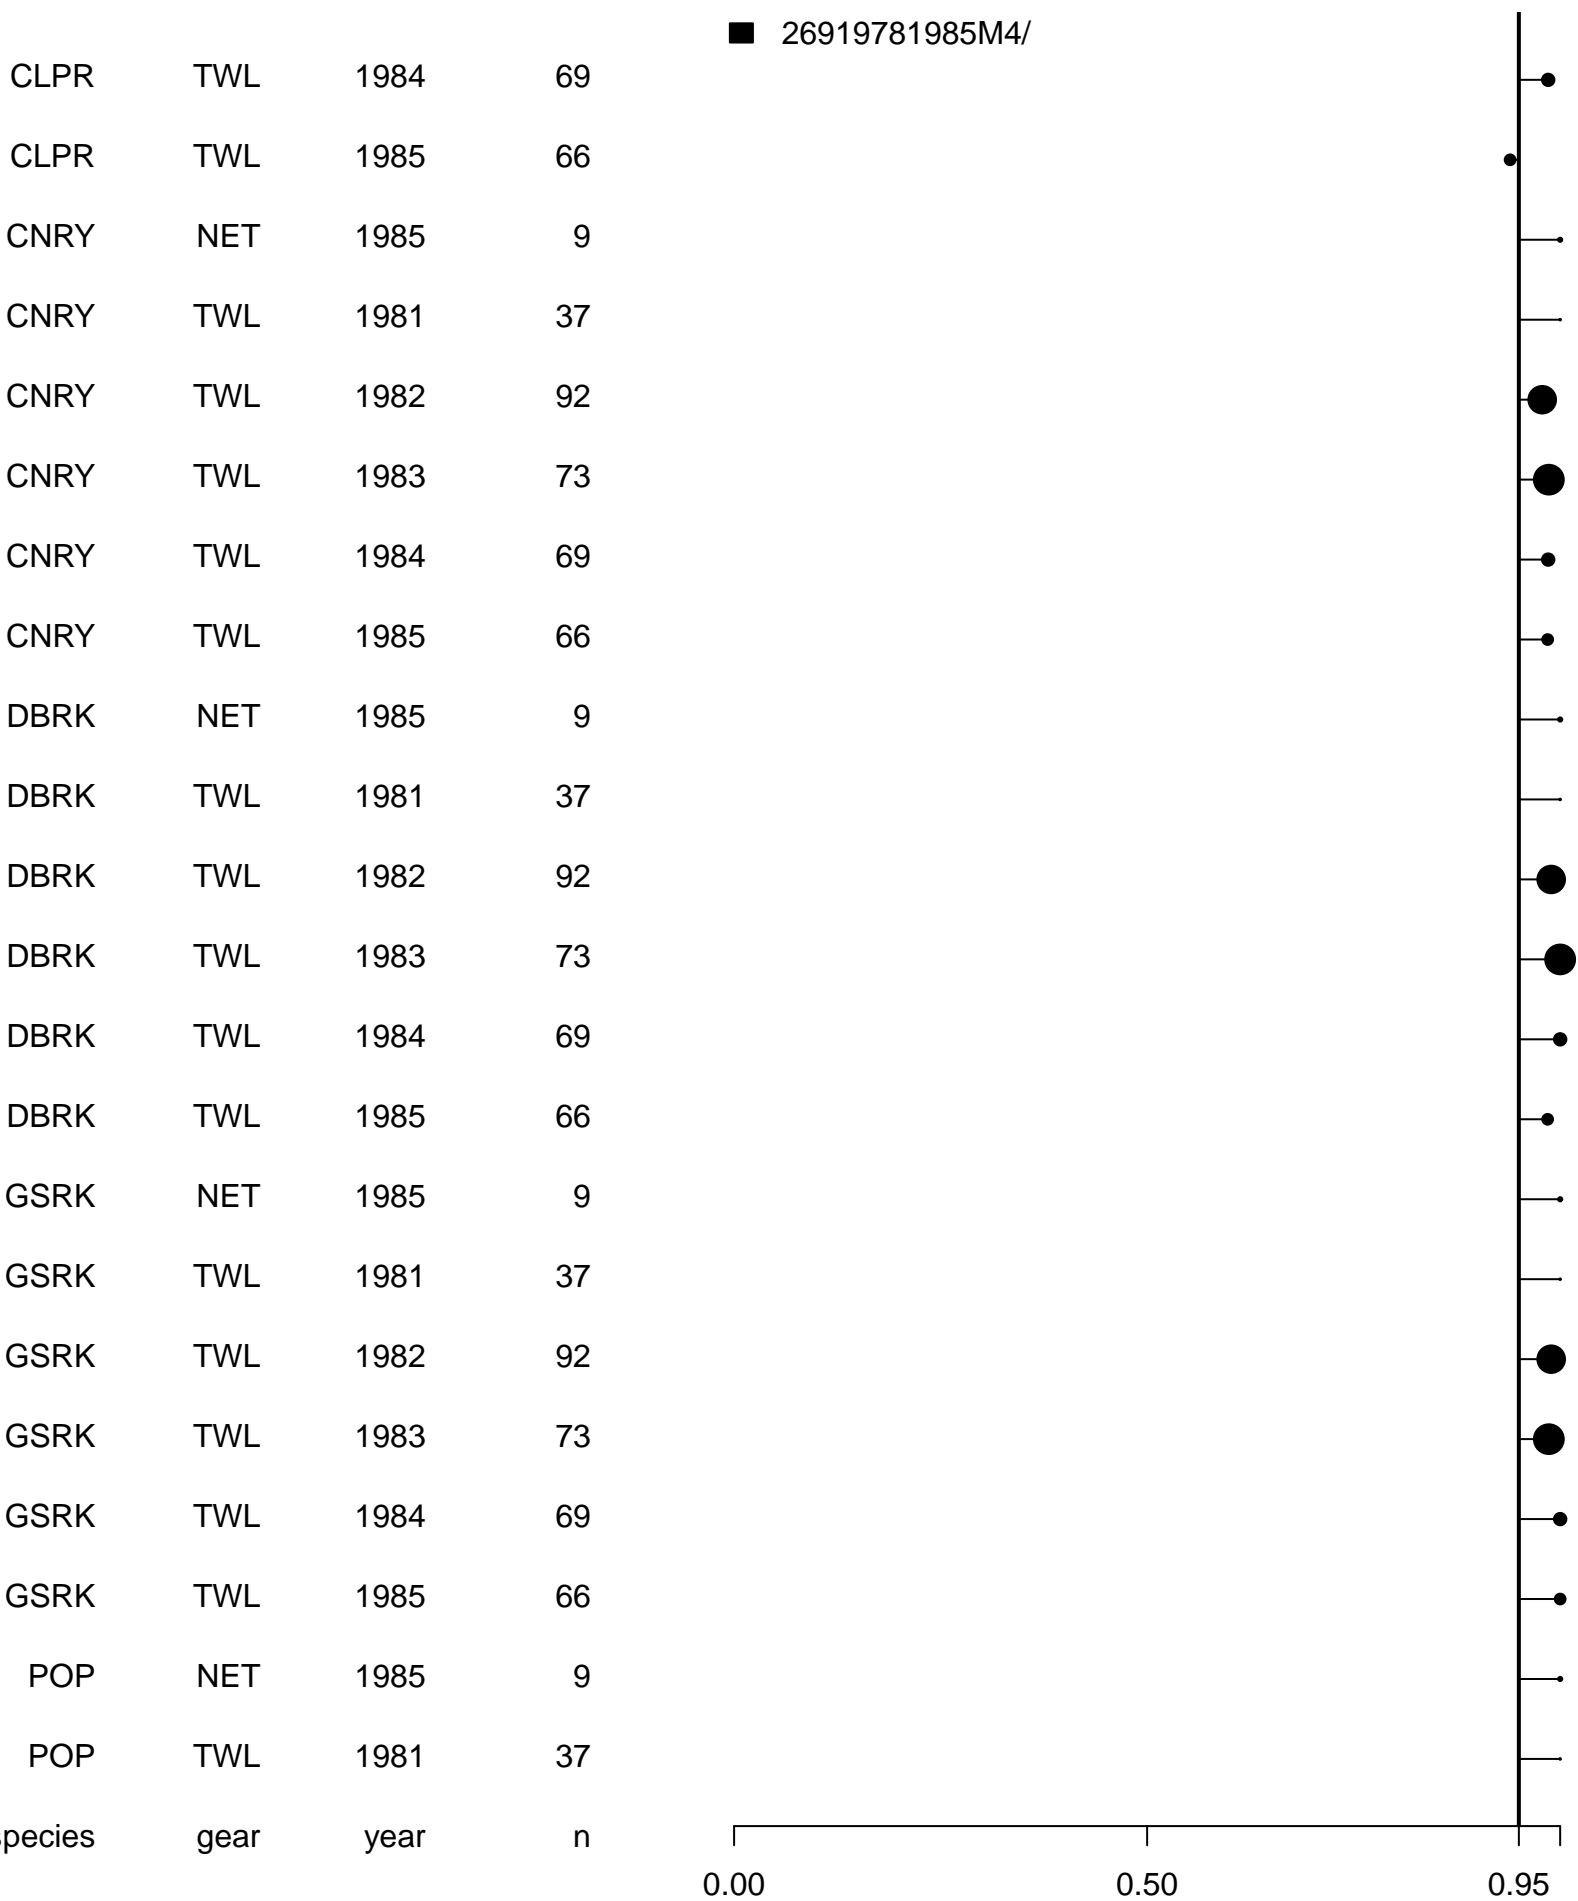 26919781985M4/
CLPR TWL 1984 69
CLPR TWL 1985 66
CNRY NET 1985 9
CNRY TWL 1981 37
CNRY TWL 1982 92
CNRY TWL 1983 73
CNRY TWL 1984 69
CNRY TWL 1985 66
DBRK NET 1985 9
DBRK TWL 1981 37
DBRK TWL 1982 92
DBRK TWL 1983 73
DBRK TWL 1984 69
DBRK TWL 1985 66
GSRK NET 1985 9
GSRK TWL 1981 37
GSRK TWL 1982 92
GSRK TWL 1983 73
GSRK TWL 1984 69
GSRK TWL 1985 66
POP NET 1985 9
POP TWL 1981 37
species gear year n
0.00 0.50 0.95